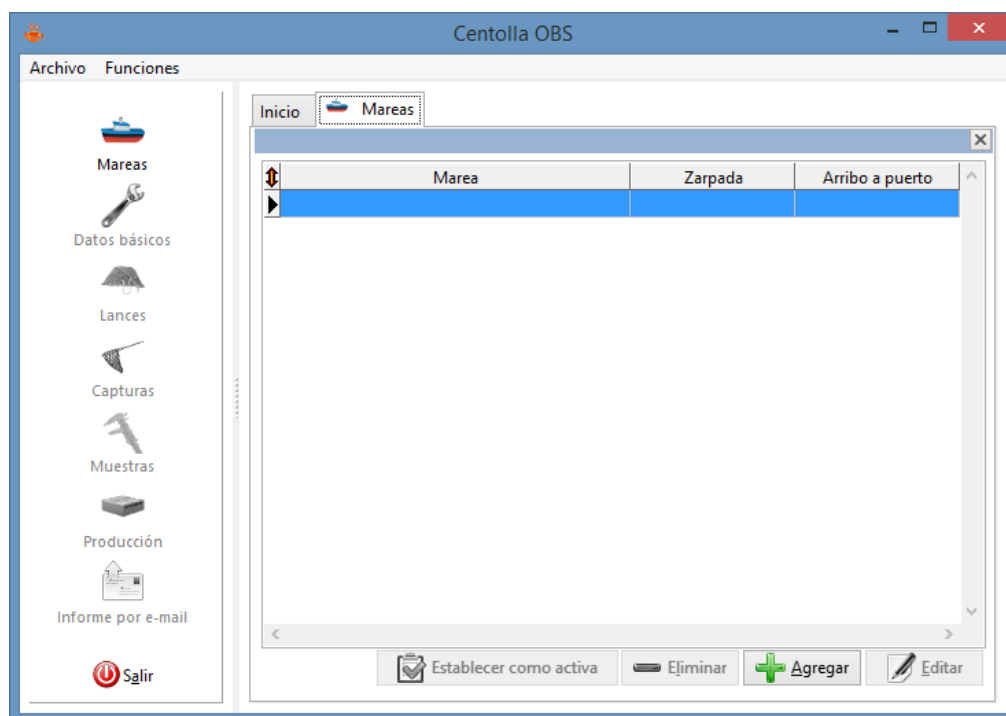 Centolla OBS
Archivo Funciones
Inicio Mareas
Mareas
Datos básicos
Lances
Capturas
Muestras
Producción
Informe por e-mail
Salir
Marea Zarpada Arribo a puerto
Establecer como activa Eliminar Agregar Editar